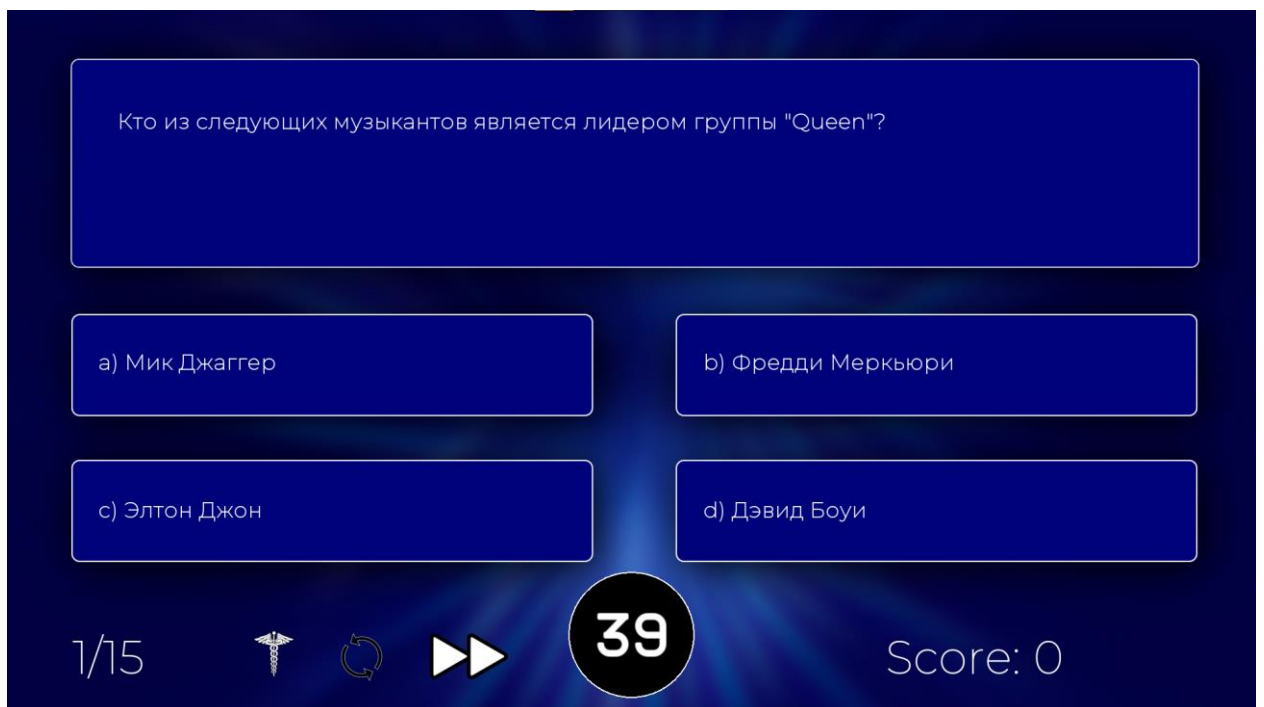 Кто из следующих музыкантов является лидером группы "Queen"?
a) Мик Джаггер
b) Фредди Меркьюри
c) Элтон Джон
d) Дэвид Боуи
1/15
39
Score: 0